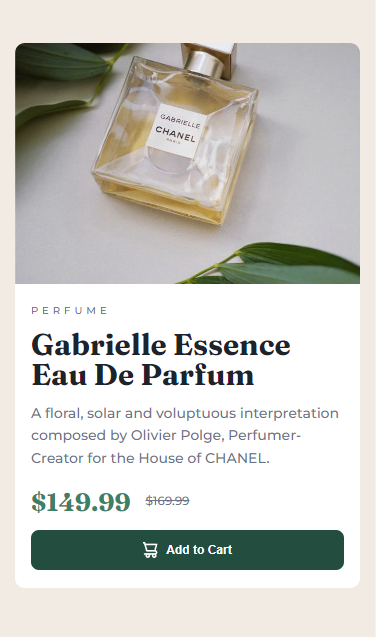 GABRIELLE
CHANEL
PARIS
PERFUME
Gabrielle Essence
Eau De Parfum
A floral, solar and voluptuous interpretation
composed by Olivier Polge, Perfumer-
Creator for the House of CHANEL.
$149.99 $169.99
Add to Cart